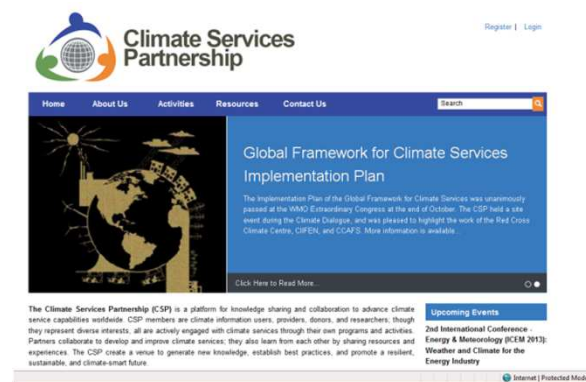 Climate Services
Partnership
Register | Login
Home About Us Activities Resources Contact Us Search
Global Framework for Climate Services
Implementation Plan
The Implementation Plan of the Global Framework for Climate Services was unanimously
passed at the WMO Extraordinary Congress at the end of October. The CSP held a site
event during the Climate Dialogue, and was pleased to highlight the work of the Red Cross
Climate Centre, CIIFEN, and CCAFS. More information is available...
Click Here to Read More...
The Climate Services Partnership (CSP) is a platform for knowledge sharing and collaboration to advance climate
service capabilities worldwide. CSP members are climate information users, providers, donors, and researchers; though
they represent diverse interests, all are actively engaged with climate services through their own programs and activities.
Partners collaborate to develop and improve climate services; they also learn from each other by sharing resources and
experiences. The CSP create a venue to generate new knowledge, establish best practices, and promote a resilient,
sustainable, and climate-smart future.
Upcoming Events
2nd International Conference -
Energy & Meteorology (ICEM 2013):
Weather and Climate for the
Energy Industry
Internet | Protected Mod